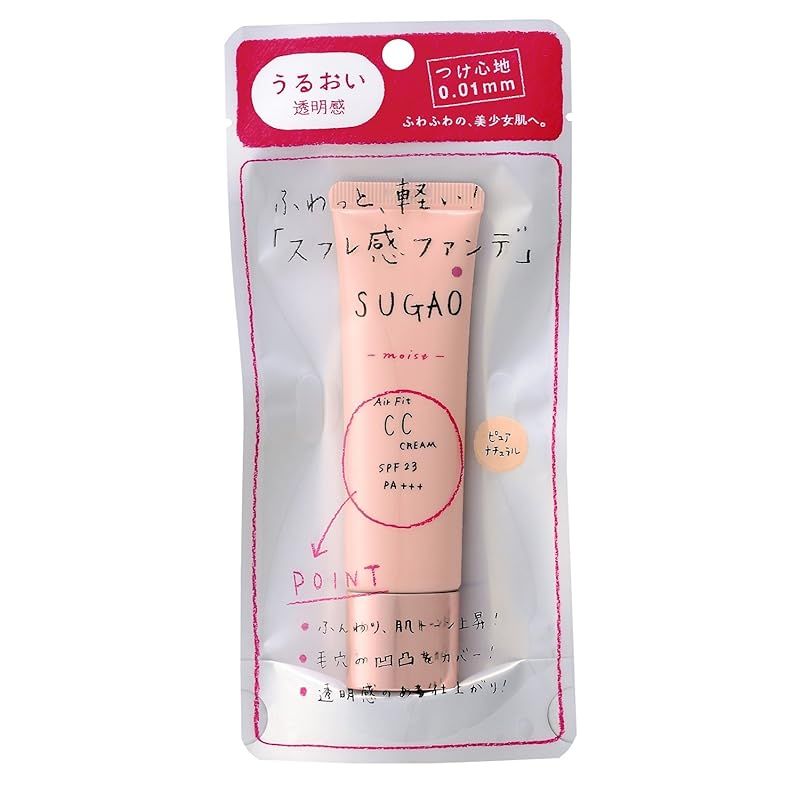 うるおい
透明感
つけ心地
0.01mm
ふわふわの、美少女肌へ。
ふわっと、軽い!
「スフレ感ファンデ」
SUGAO
- moist -
Air Fit
CC
CREAM
SPF 23
PA+++
ピュア
ナチュラル
POINT
• ふんわり、肌トーン上昇!
• 毛穴の凹凸をカバー!
• 透明感のある仕上がり!